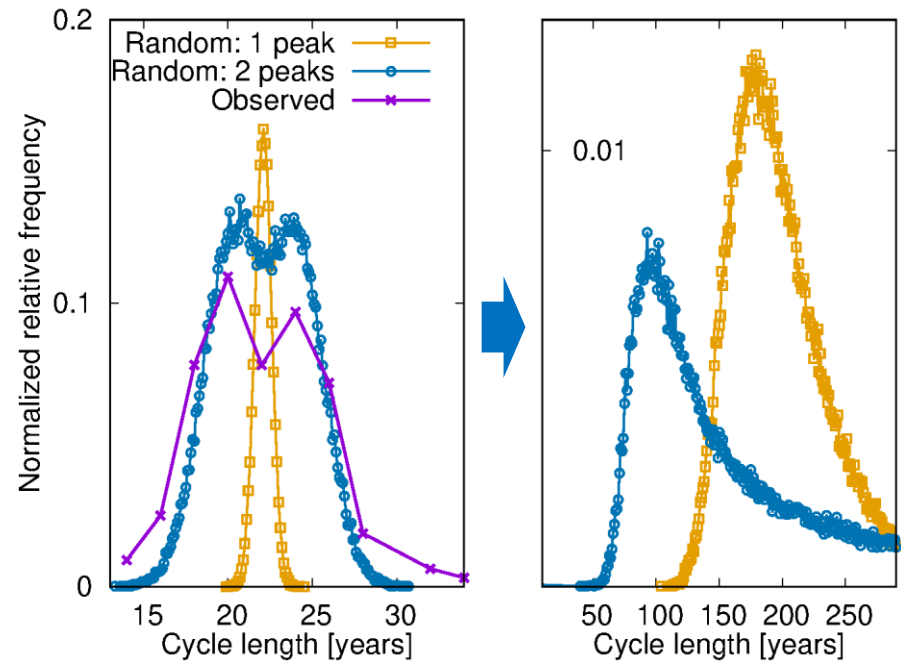 0.2
Random: 1 peak
Random: 2 peaks
Observed
0.1
0
Normalized relative frequency
15 20 25 30
Cycle length [years]
0.01
50 100 150 200 250
Cycle length [years]